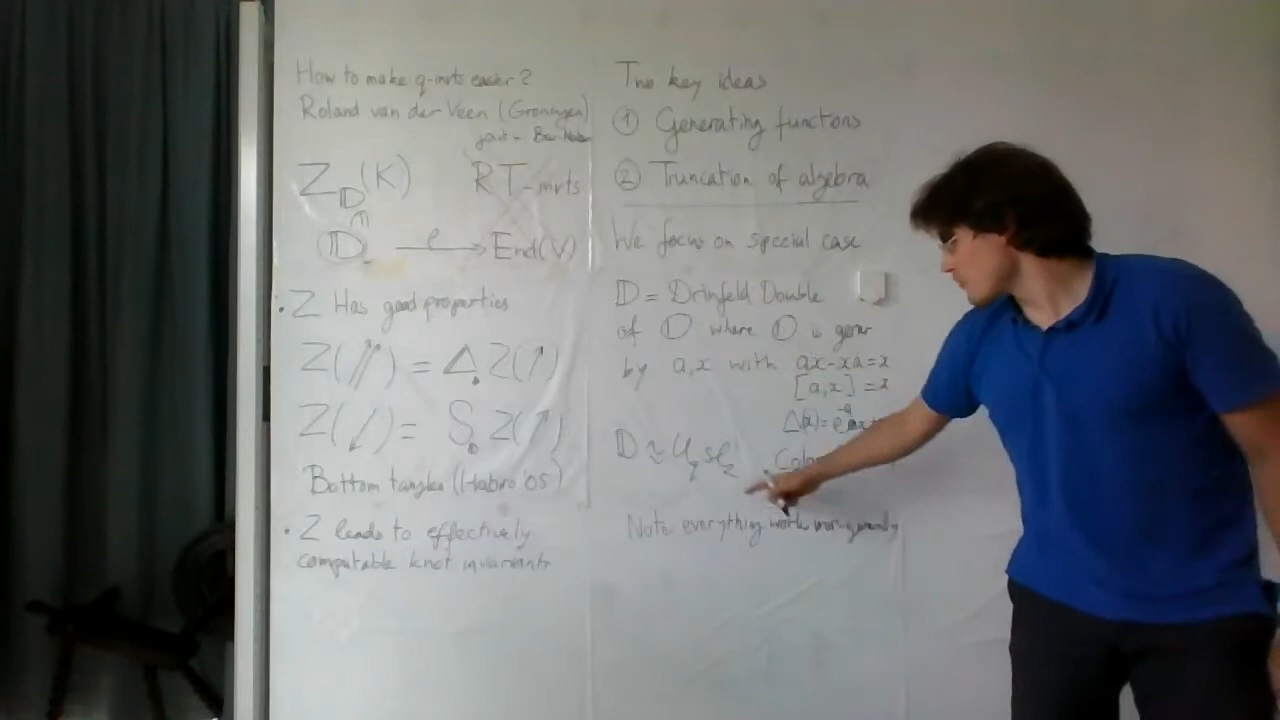 How to make q-invts easier?
Roland van der Veen (Groningen)
joint - Bar-Natan
Z_𝔻(K) RT-invts
∩
𝔻 ρ→ End(V)
• Z Has good properties
Z(⇈) = Δ Z(↑)
Z(↓) = S Z(↑)
Bottom tangles (Habiro '05)
• Z leads to effectively
computable knot invariants
Two key ideas
① Generating functions
② Truncation of algebra
We focus on special case
𝔻 = Drinfeld Double
of D where D is gener
by a,x with ax-xa=x
[a,x] = x
Δ(x)=
𝔻 ≈ U_q sl_2
Note everything works more generally